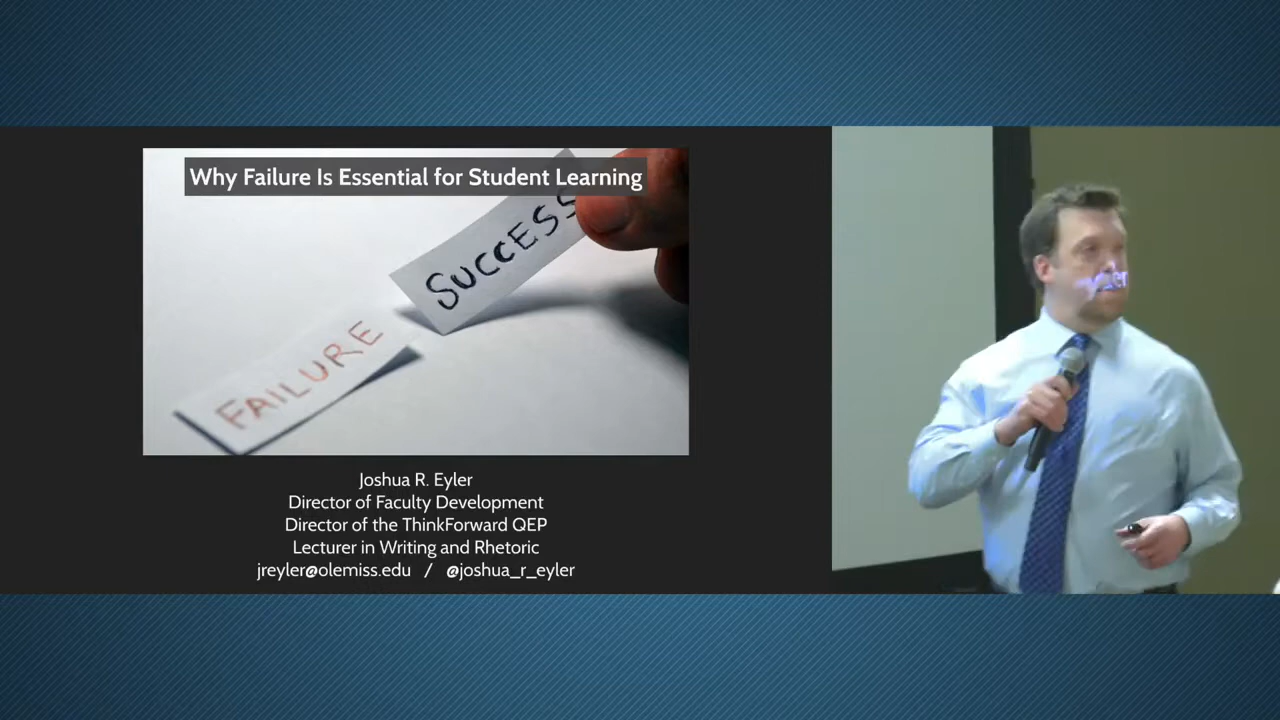 Why Failure Is Essential for Student Learning
SUCCESS
FAILURE
Joshua R. Eyler
Director of Faculty Development
Director of the ThinkForward QEP
Lecturer in Writing and Rhetoric
jreyler@olemiss.edu / @joshua_r_eyler